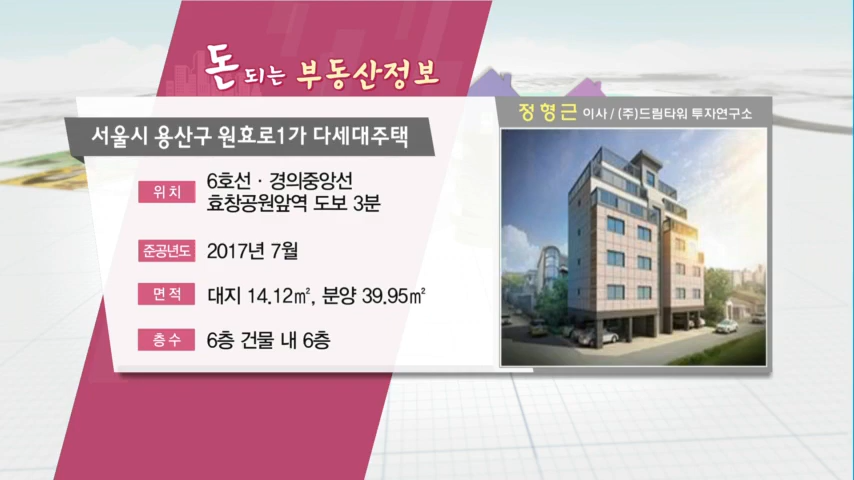 돈 되는 부동산정보
정형근 이사 / (주)드림타워 투자연구소
서울시 용산구 원효로1가 다세대주택
위 치
6호선 · 경의중앙선
효창공원앞역 도보 3분
준공년도
2017년 7월
면 적
대지 14.12㎡, 분양 39.95㎡
층 수
6층 건물 내 6층